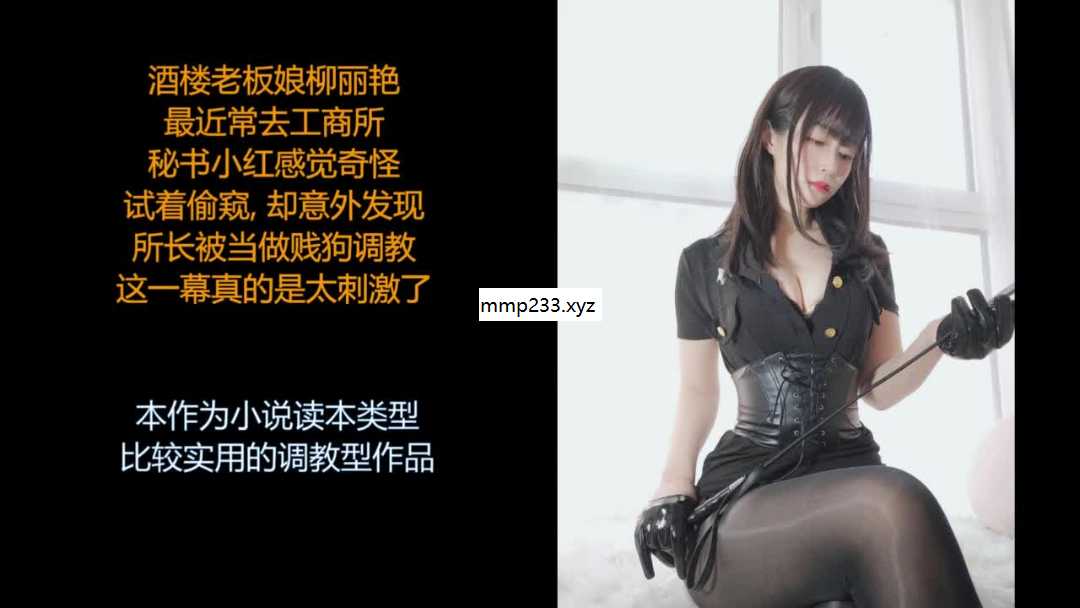 酒楼老板娘柳丽艳
最近常去工商所
秘书小红感觉奇怪
试着偷窥, 却意外发现
所长被当做贱狗调教
这一幕真的是太刺激了
mmp233.xyz
本作为小说读本类型
比较实用的调教型作品